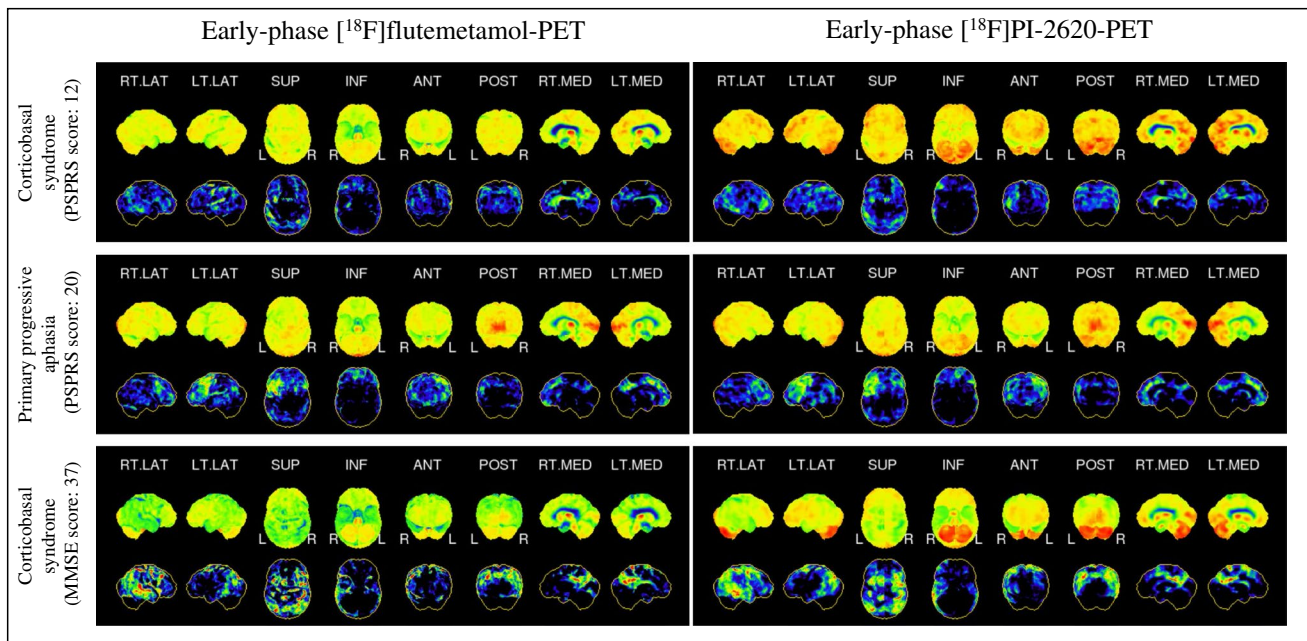 Early-phase [¹⁸F]flutemetamol-PET Early-phase [¹⁸F]PI-2620-PET
Corticobasal
syndrome
(PSPRS score: 12)
RT.LAT LT.LAT SUP INF ANT POST RT.MED LT.MED
L R R L R L L R
RT.LAT LT.LAT SUP INF ANT POST RT.MED LT.MED
L R R L R L L R
Primary progressive
aphasia
(PSPRS score: 20)
RT.LAT LT.LAT SUP INF ANT POST RT.MED LT.MED
L R R L R L L R
RT.LAT LT.LAT SUP INF ANT POST RT.MED LT.MED
L R R L R L L R
Corticobasal
syndrome
(MMSE score: 37)
RT.LAT LT.LAT SUP INF ANT POST RT.MED LT.MED
L R R L R L L R
RT.LAT LT.LAT SUP INF ANT POST RT.MED LT.MED
L R R L R L L R